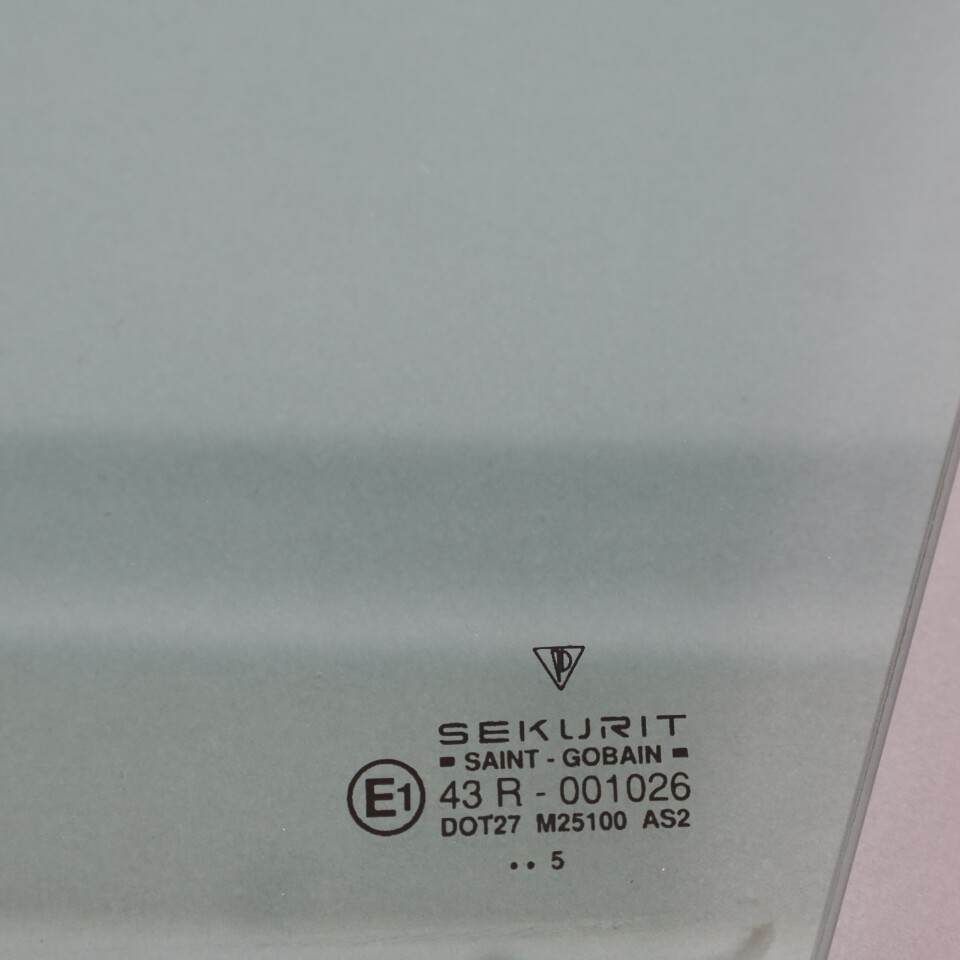 SEKURIT
SAINT - GOBAIN
E1 43 R - 001026
DOT27 M25100 AS2
.. 5